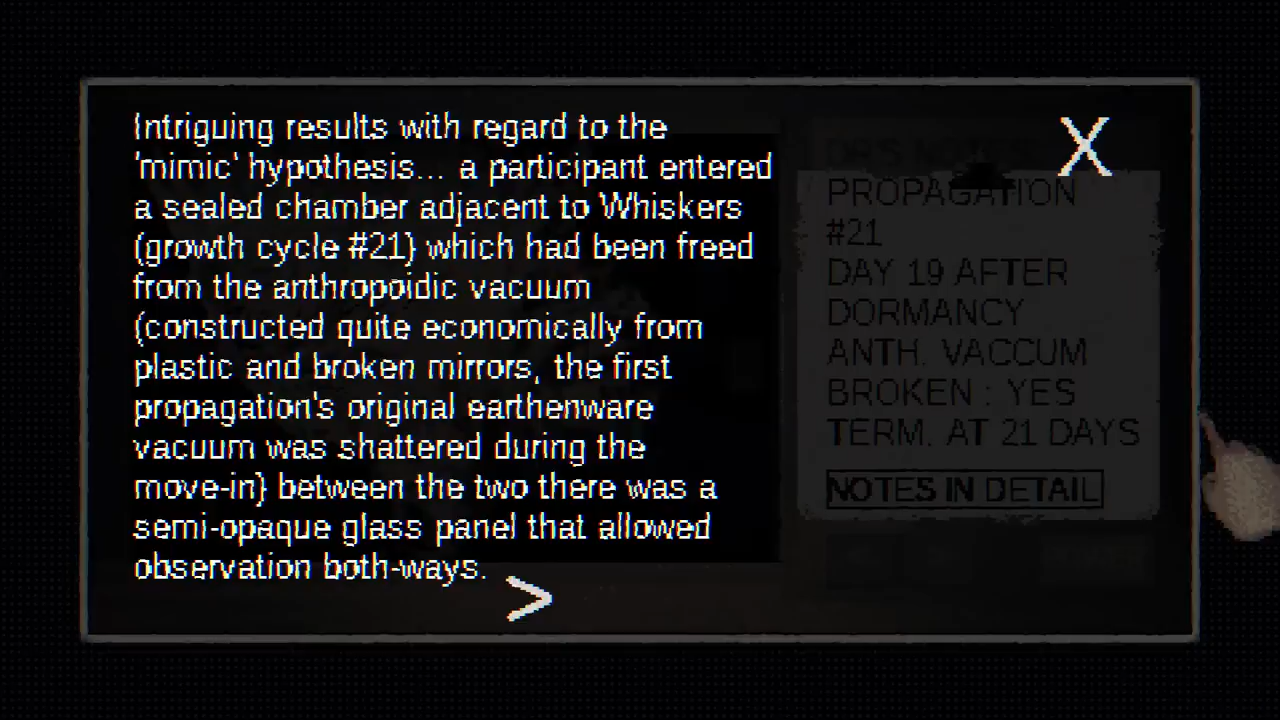 Intriguing results with regard to the
'mimic' hypothesis... a participant entered
a sealed chamber adjacent to Whiskers
(growth cycle #21) which had been freed
from the anthropoidic vacuum
(constructed quite economically from
plastic and broken mirrors, the first
propagation's original earthenware
vacuum was shattered during the
move-in) between the two there was a
semi-opaque glass panel that allowed
observation both-ways.
>
X
PROPAGATION
#21
DAY 19 AFTER
DORMANCY
ANTH. VACCUM
BROKEN : YES
TERM. AT 21 DAYS
NOTES IN DETAIL